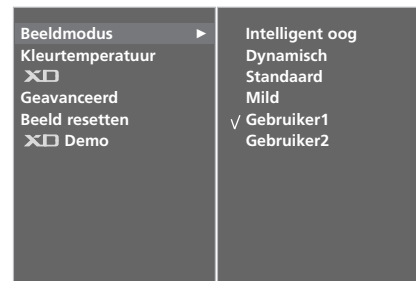 Beeldmodus ►
Kleurtemperatuur
XD
Geavanceerd
Beeld resetten
XD Demo
Intelligent oog
Dynamisch
Standaard
Mild
√ Gebruiker1
Gebruiker2